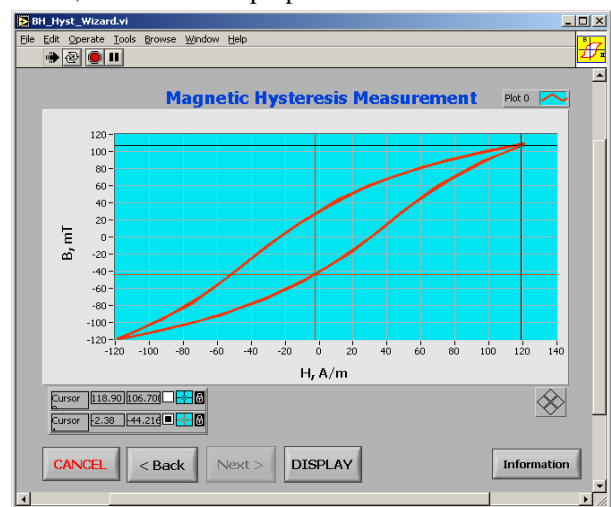 BH_Hyst_Wizard.vi
File Edit Operate Tools Browse Window Help
Magnetic Hysteresis Measurement
Plot 0
120
100
80
60
40
20
0
-20
-40
-60
-80
-100
-120
B, mT
-120 -100 -80 -60 -40 -20 0 20 40 60 80 100 120 140
H, A/m
Cursor 118.90 106.70
Cursor -2.38 -44.216
CANCEL < Back Next > DISPLAY Information